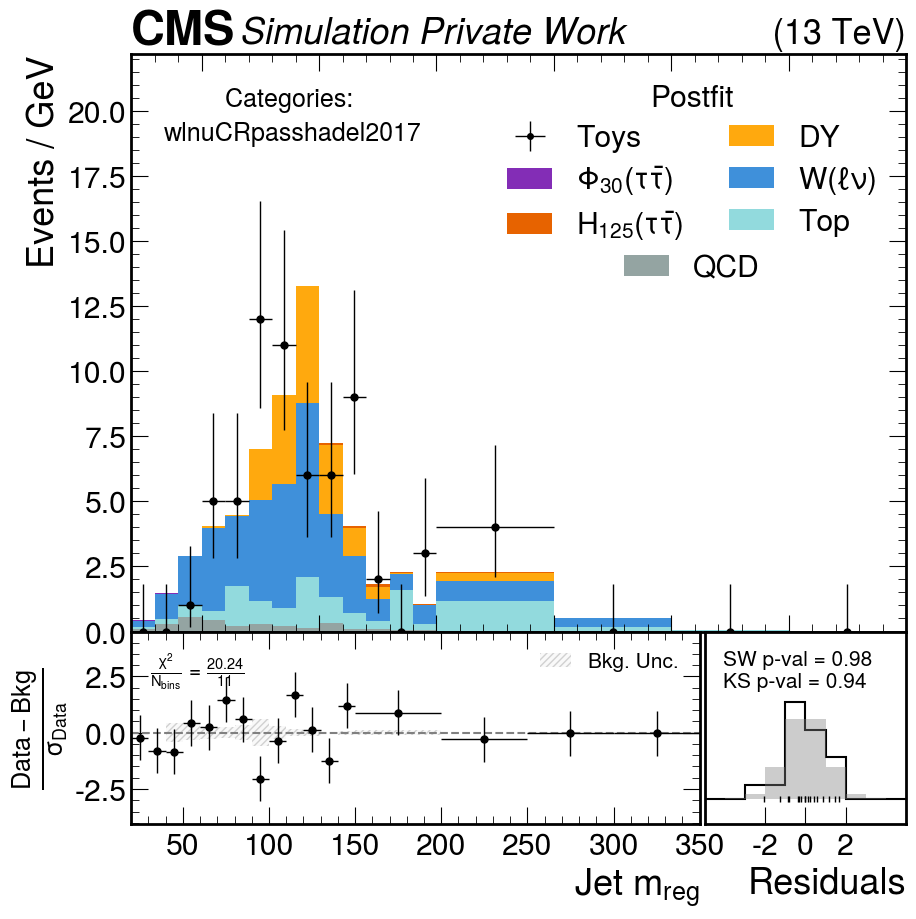 CMS Simulation Private Work (13 TeV)
Events / GeV
20.0
17.5
15.0
12.5
10.0
7.5
5.0
2.5
0.0
Categories:
wlnuCRpasshadel2017
Postfit
Toys
Φ30(ττ̄)
H125(ττ̄)
DY
W(ℓν)
Top
QCD
Data – Bkg
σData
2.5
0.0
-2.5
Χ²/Nbins = 20.24/11
Bkg. Unc.
50 100 150 200 250 300 350
Jet mreg
SW p-val = 0.98
KS p-val = 0.94
-2 0 2
Residuals